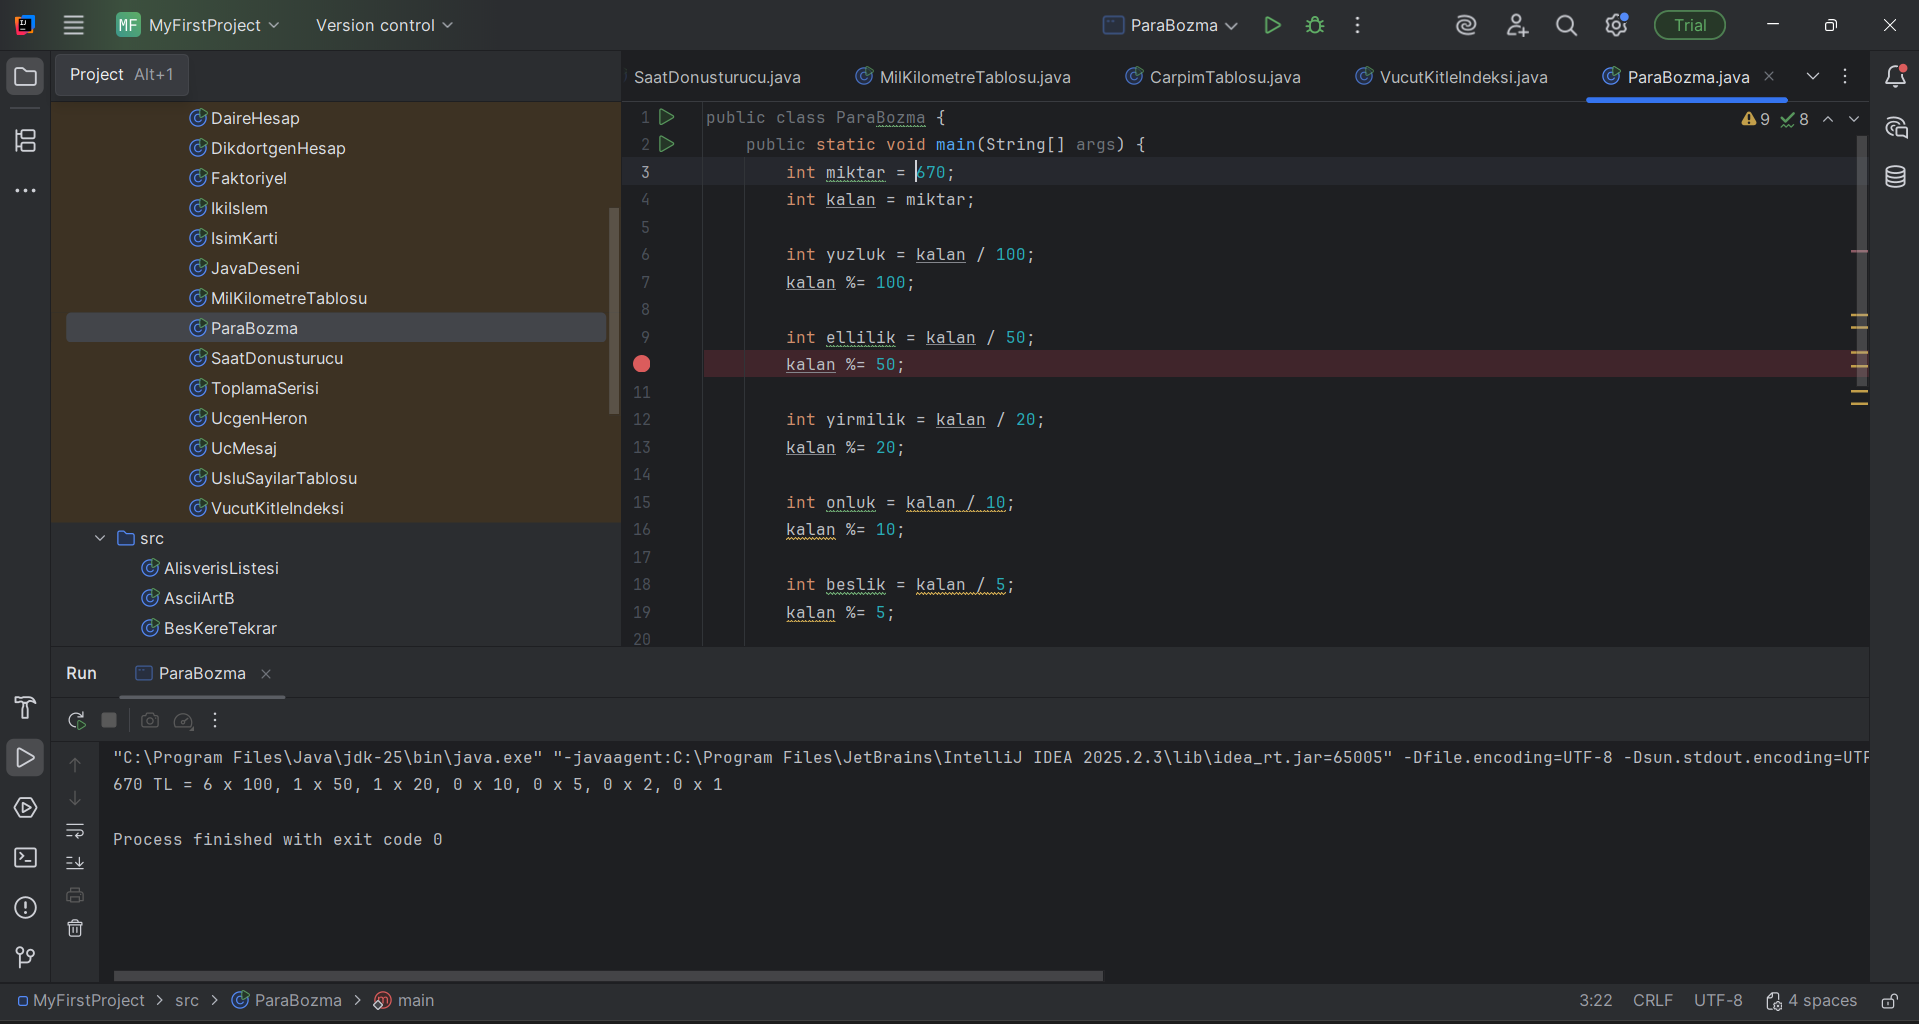 MF MyFirstProject Version control ParaBozma Trial
Project Alt+1
DaireHesap
DikdortgenHesap
Faktoriyel
IkiIslem
IsimKarti
JavaDeseni
MilKilometreTablosu
ParaBozma
SaatDonusturucu
ToplamaSerisi
UcgenHeron
UcMesaj
UsluSayilarTablosu
VucutKitleIndeksi
src
AlisverisListesi
AsciiArtB
BesKereTekrar
SaatDonusturucu.java MilKilometreTablosu.java CarpimTablosu.java VucutKitleIndeksi.java ParaBozma.java
9 8
1 public class ParaBozma {
2 public static void main(String[] args) {
3 int miktar = 670;
4 int kalan = miktar;
5
6 int yuzluk = kalan / 100;
7 kalan %= 100;
8
9 int ellilik = kalan / 50;
kalan %= 50;
11
12 int yirmilik = kalan / 20;
13 kalan %= 20;
14
15 int onluk = kalan / 10;
16 kalan %= 10;
17
18 int beslik = kalan / 5;
19 kalan %= 5;
20
Run ParaBozma
"C:\Program Files\Java\jdk-25\bin\java.exe" "-javaagent:C:\Program Files\JetBrains\IntelliJ IDEA 2025.2.3\lib\idea_rt.jar=65005" -Dfile.encoding=UTF-8 -Dsun.stdout.encoding=UTF
670 TL = 6 x 100, 1 x 50, 1 x 20, 0 x 10, 0 x 5, 0 x 2, 0 x 1
Process finished with exit code 0
MyFirstProject > src > ParaBozma > main 3:22 CRLF UTF-8 4 spaces